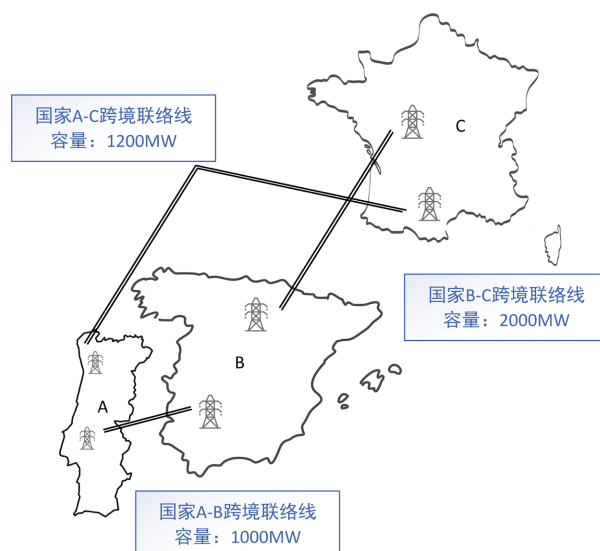 国家A-C跨境联络线
容量：1200MW
C
国家B-C跨境联络线
容量：2000MW
B
A
国家A-B跨境联络线
容量：1000MW